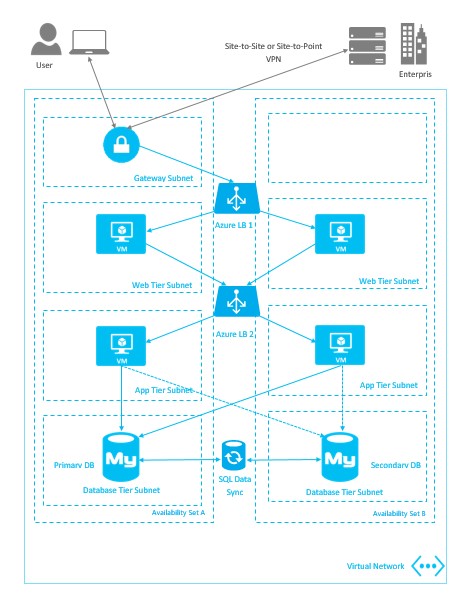 Site-to-Site or Site-to-Point
VPN
User
Enterpris
Gateway Subnet
Azure LB 1
VM
VM
Web Tier Subnet
Web Tier Subnet
Azure LB 2
VM
VM
App Tier Subnet
App Tier Subnet
My
My
Primary DB
Secondary DB
SQL Data
Sync
Database Tier Subnet
Database Tier Subnet
Availability Set A
Availability Set B
Virtual Network